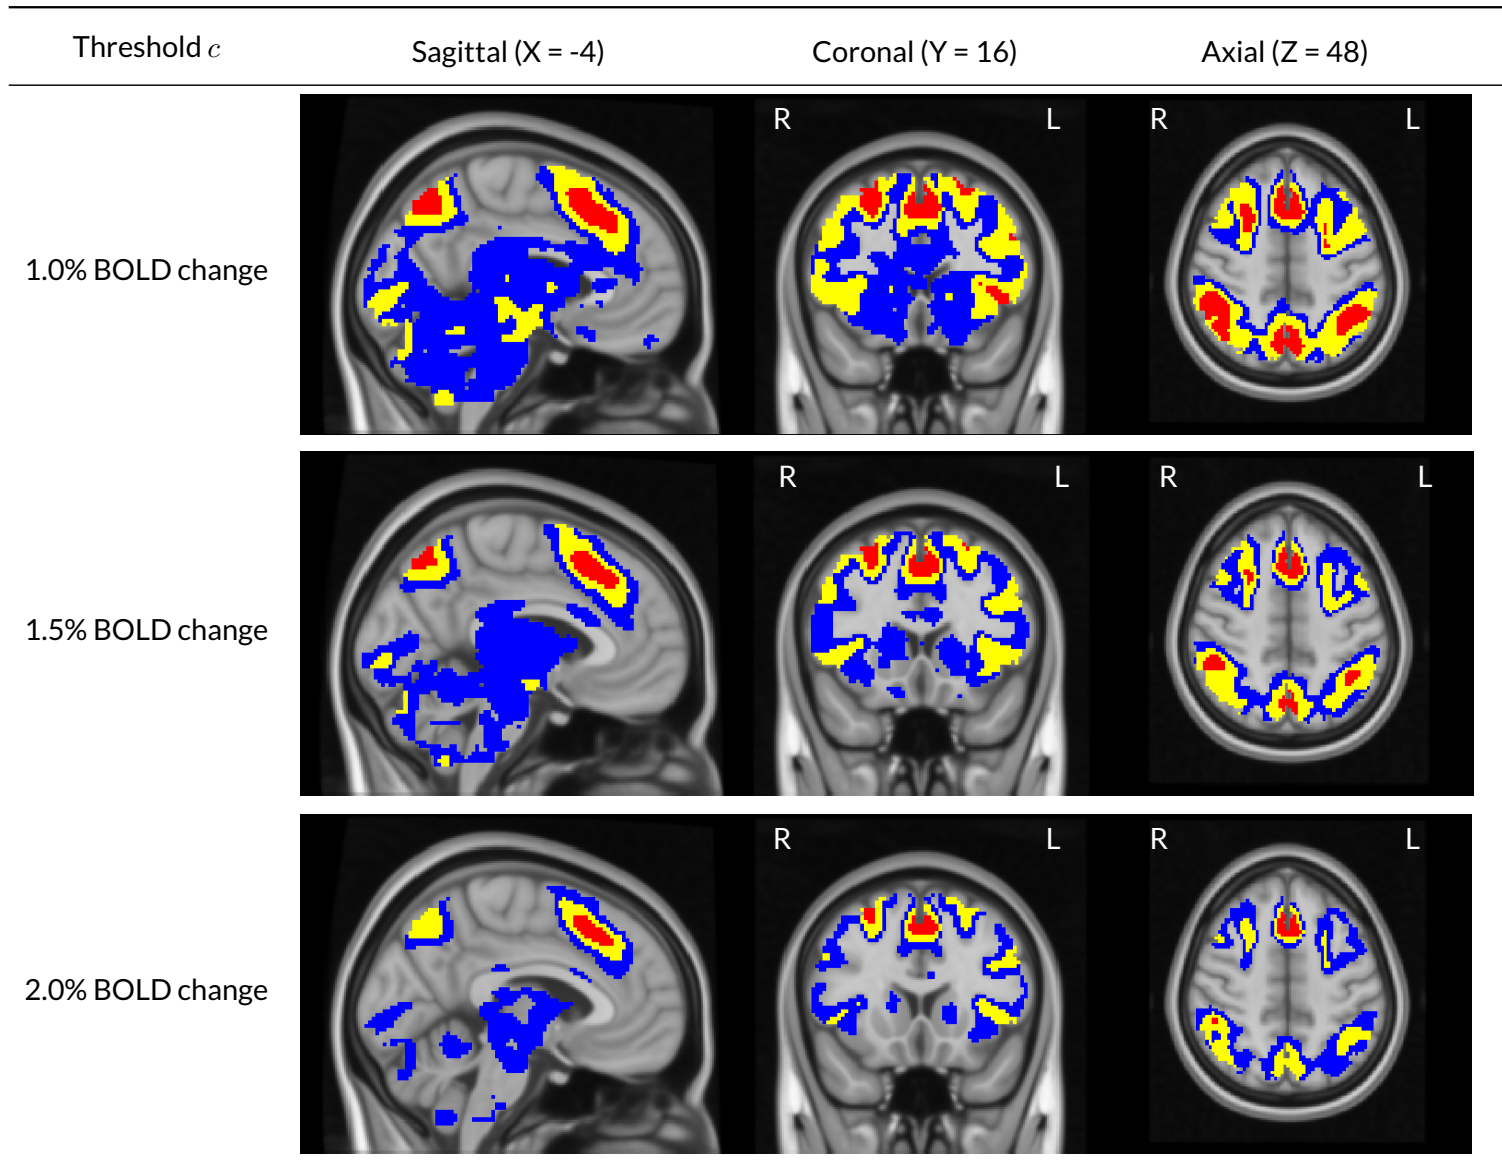 Threshold c Sagittal (X = -4) Coronal (Y = 16) Axial (Z = 48)
R L R L
1.0% BOLD change
R L R L
1.5% BOLD change
R L R L
2.0% BOLD change